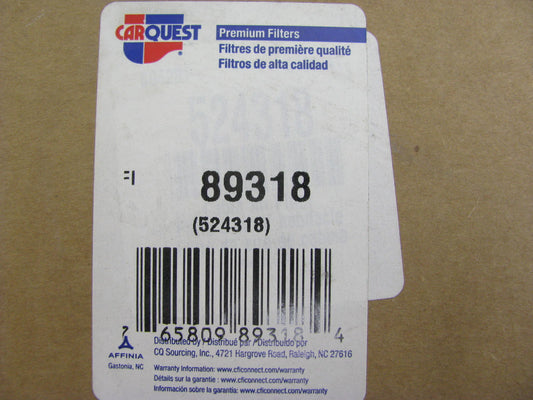 CARQUEST
Premium Filters
Filtres de première qualité
Filtros de alta calidad
524318
89318
(524318)
2 65809 89318 4
Distributed by / Distribué par / Distribuido por
CQ Sourcing, Inc., 4721 Hargrove Road, Raleigh, NC 27616
AFFINIA
Gastonia, NC
Warranty Information: www.cficonnect.com/warranty
Détails sur la garantie : www.cficonnect.com/warranty
Información sobre la garantía: www.cficonnect.com/warranty